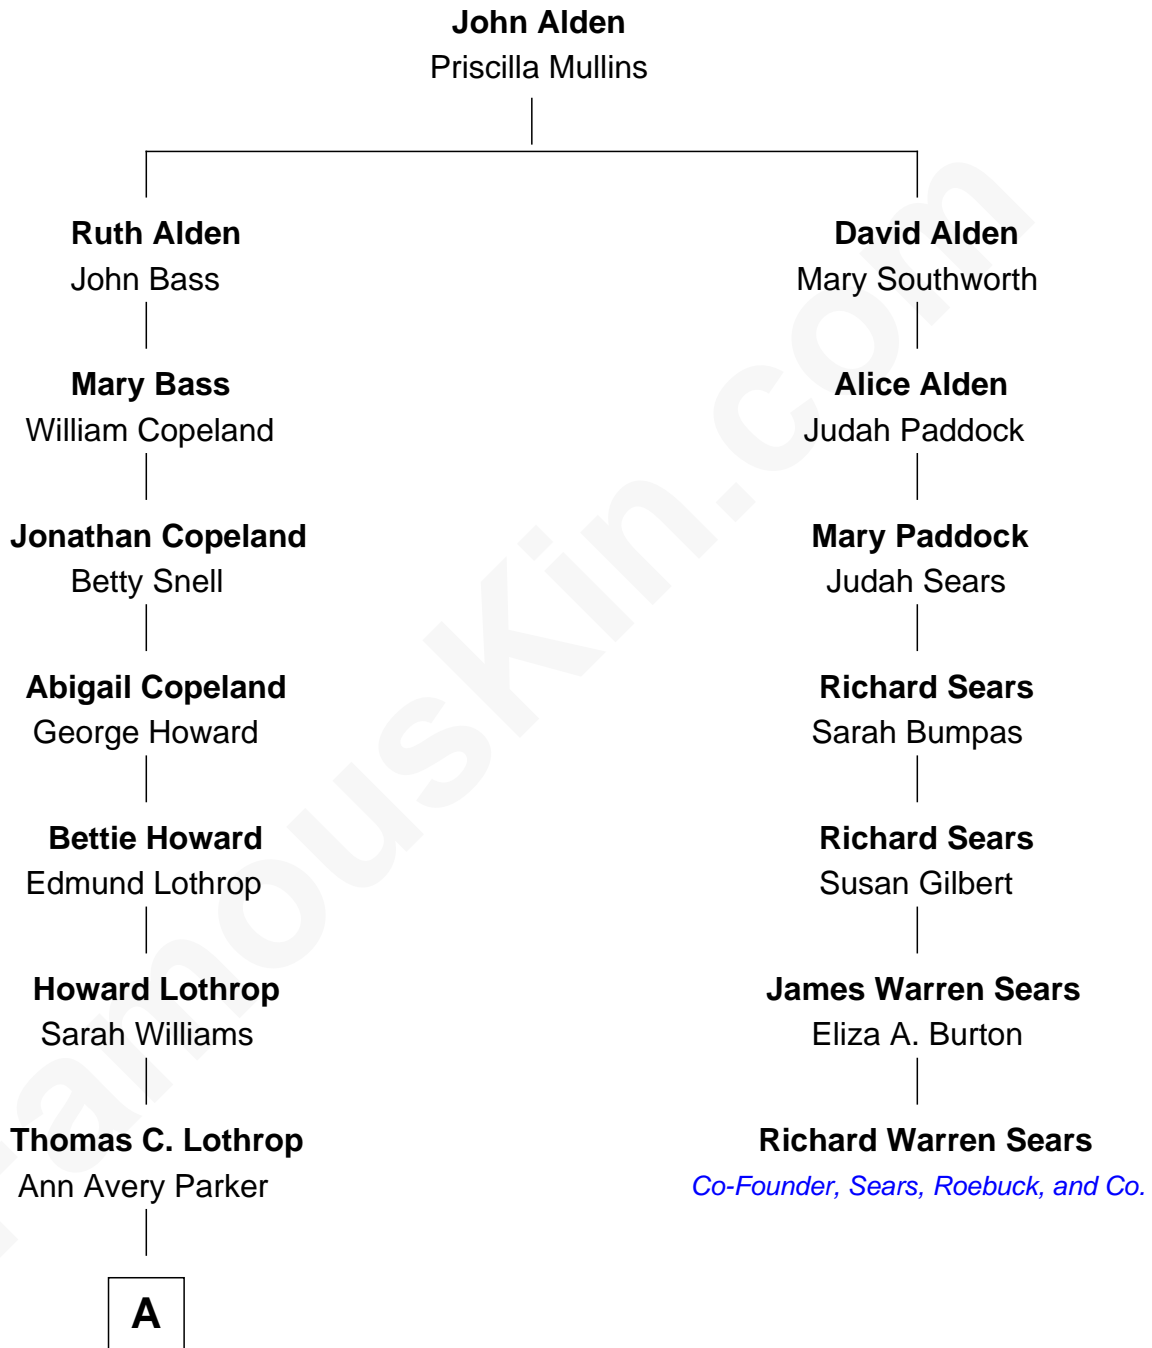 John Alden
Priscilla Mullins
Ruth Alden
John Bass
David Alden
Mary Southworth
Mary Bass
William Copeland
Alice Alden
Judah Paddock
Jonathan Copeland
Betty Snell
Mary Paddock
Judah Sears
Abigail Copeland
George Howard
Richard Sears
Sarah Bumpas
Bettie Howard
Edmund Lothrop
Richard Sears
Susan Gilbert
Howard Lothrop
Sarah Williams
James Warren Sears
Eliza A. Burton
Thomas C. Lothrop
Ann Avery Parker
Richard Warren Sears
Co-Founder, Sears, Roebuck, and Co.
A
FamousKin.com